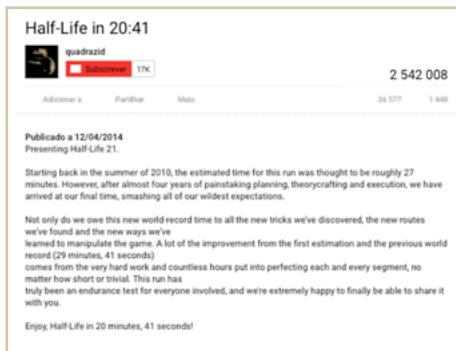 Half-Life in 20:41
quadrazid
Subscrever 17K
2 542 008
Adicionar a Partilhar Mais 36 577 1 446
Publicado a 12/04/2014
Presenting Half-Life 21.
Starting back in the summer of 2010, the estimated time for this run was thought to be roughly 27
minutes. However, after almost four years of painstaking planning, theorycrafting and execution, we have
arrived at our final time, smashing all of our wildest expectations.
Not only do we owe this new world-record time to all the new tricks we've discovered, the new routes
we've found and the new ways we've
learned to manipulate the game. A lot of the improvement from the first estimation and the previous world
record (29 minutes, 41 seconds)
comes from the very hard work and countless hours put into perfecting each and every segment, no
matter how short or trivial. This run has
truly been an endurance test for everyone involved, and we're extremely happy to finally be able to share it
with you.
Enjoy, Half-Life in 20 minutes, 41 seconds!